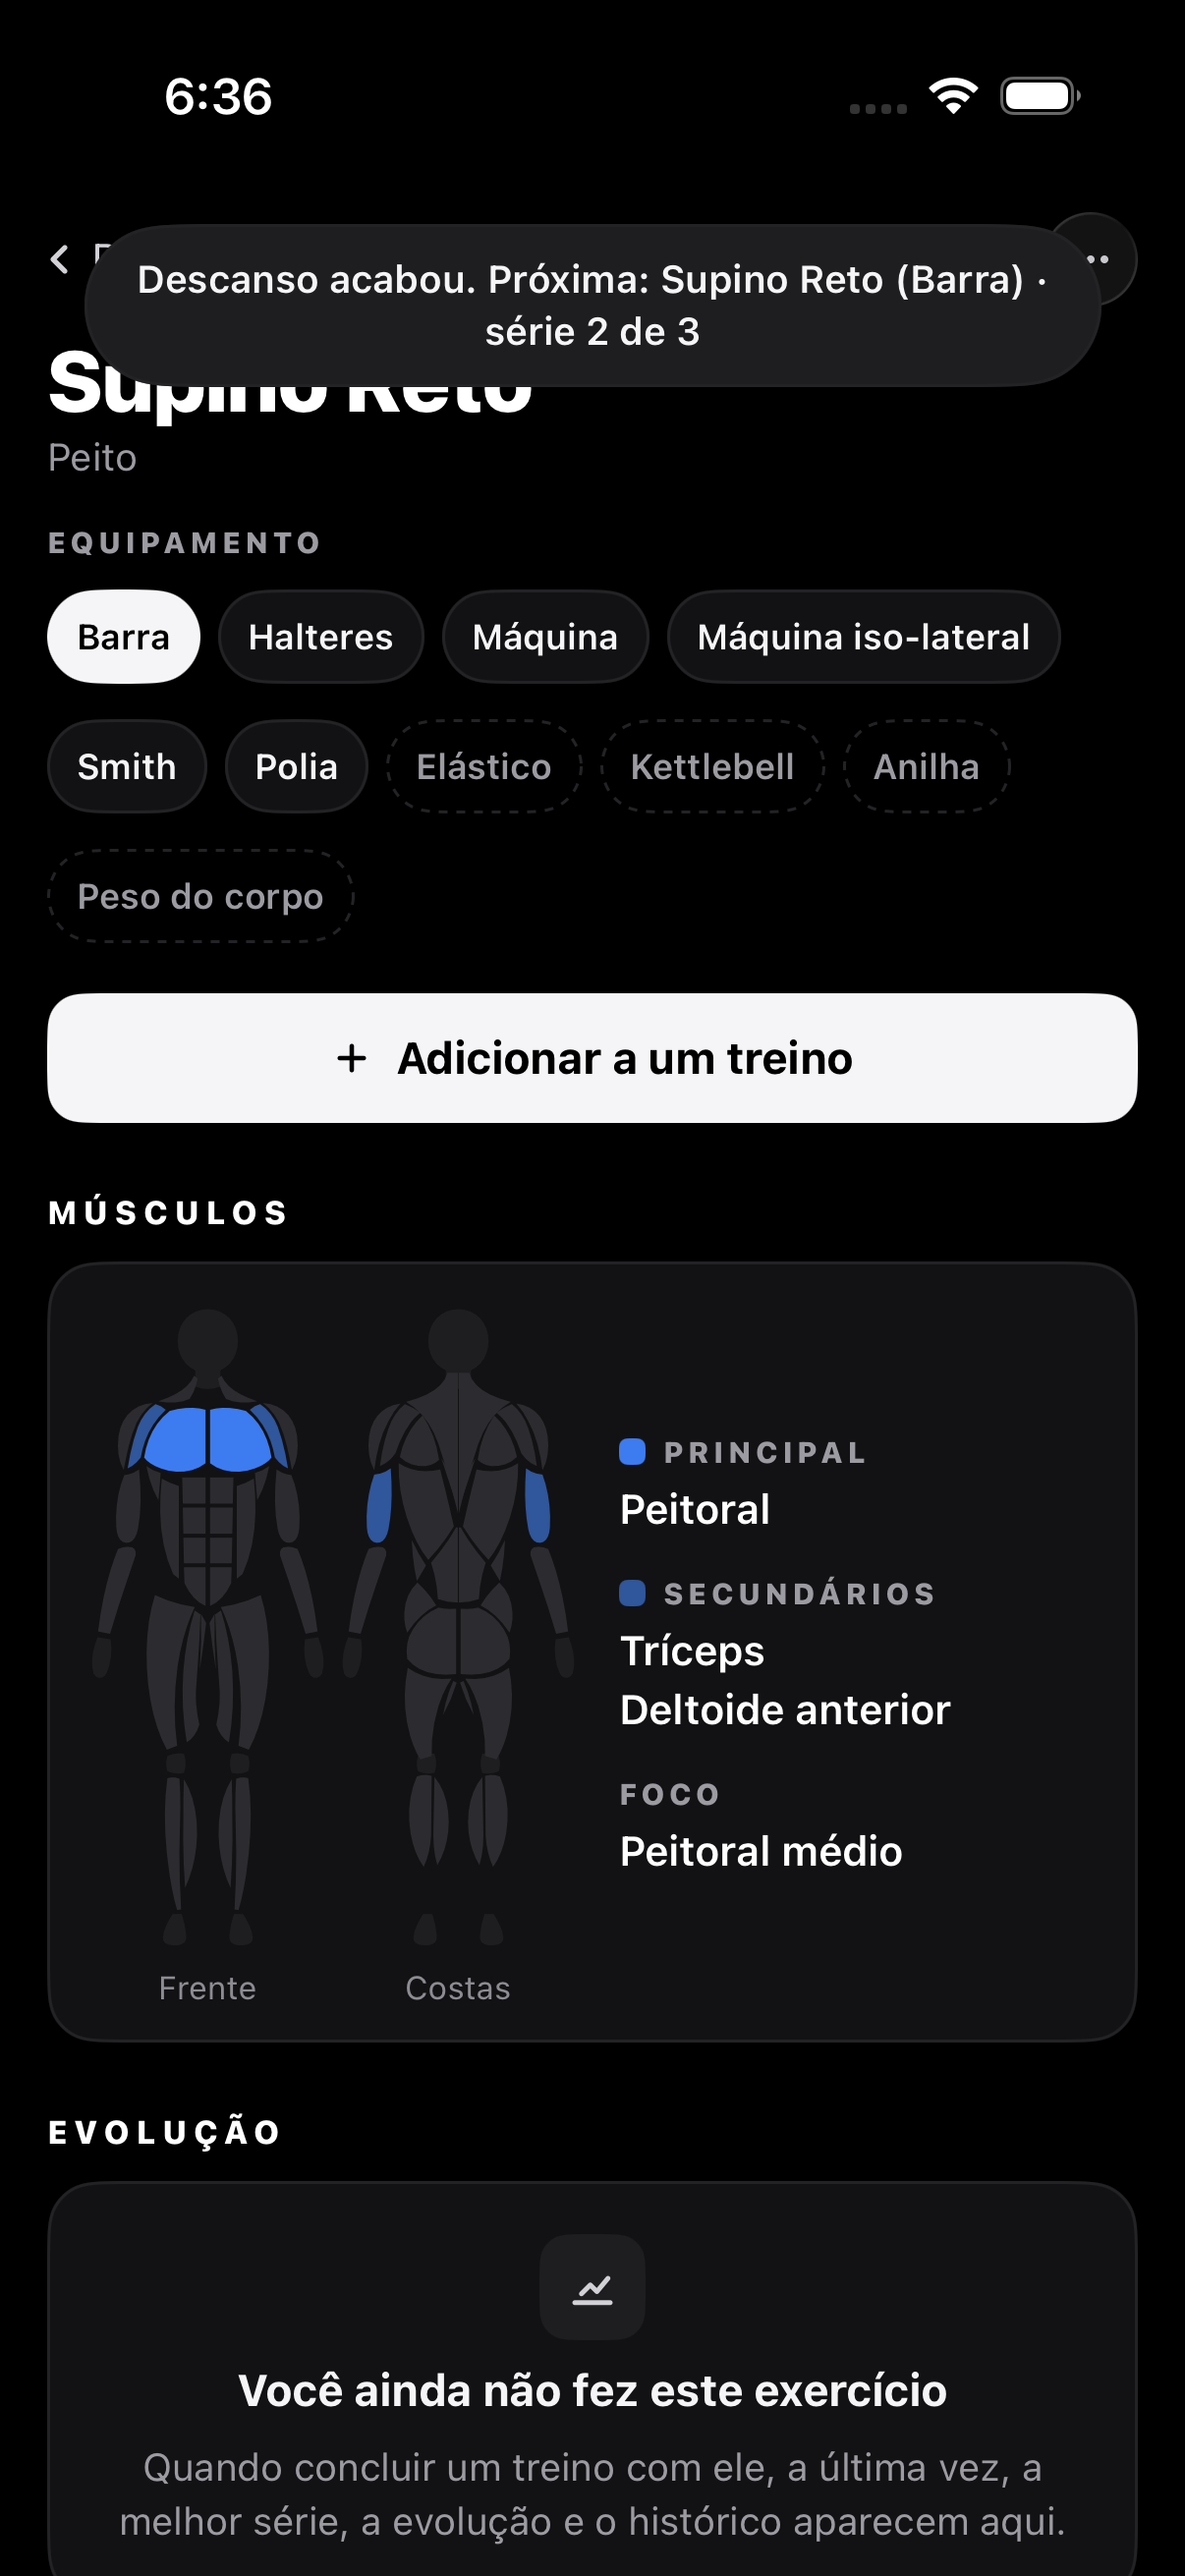 6:36
Descanso acabou. Próxima: Supino Reto (Barra) ·
série 2 de 3
Supino Reto
Peito
EQUIPAMENTO
Barra Halteres Máquina Máquina iso-lateral
Smith Polia Elástico Kettlebell Anilha
Peso do corpo
+ Adicionar a um treino
MÚSCULOS
PRINCIPAL
Peitoral
SECUNDÁRIOS
Tríceps
Deltoide anterior
FOCO
Peitoral médio
Frente Costas
EVOLUÇÃO
Você ainda não fez este exercício
Quando concluir um treino com ele, a última vez, a
melhor série, a evolução e o histórico aparecem aqui.